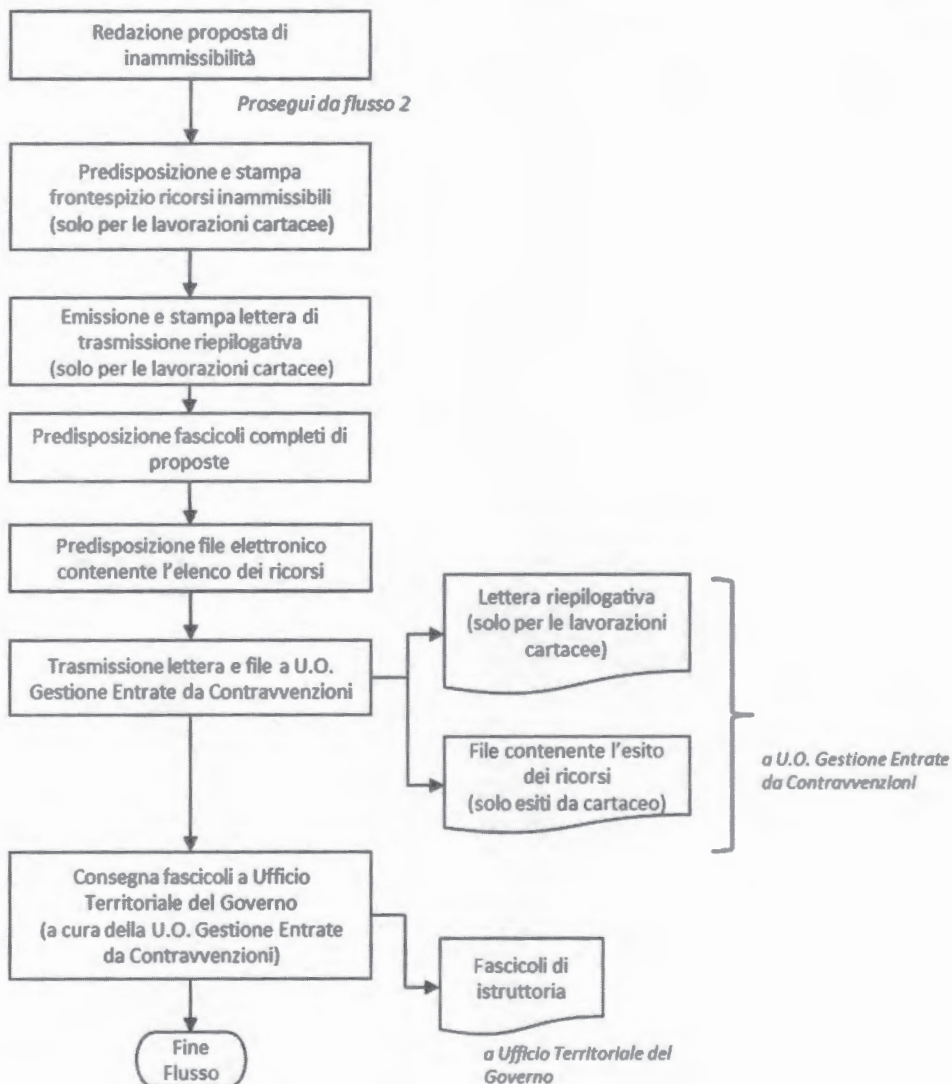 Redazione proposta di
inammissibilità
Prosegui da flusso 2
Predisposizione e stampa
frontespizio ricorsi inammissibili
(solo per le lavorazioni cartacee)
Emissione e stampa lettera di
trasmissione riepilogativa
(solo per le lavorazioni cartacee)
Predisposizione fascicoli completi di
proposte
Predisposizione file elettronico
contenente l'elenco dei ricorsi
Trasmissione lettera e file a U.O.
Gestione Entrate da Contravvenzioni
Lettera riepilogativa
(solo per le lavorazioni
cartacee)
File contenente l'esito
dei ricorsi
(solo esiti da cartaceo)
a U.O. Gestione Entrate
da Contravvenzioni
Consegna fascicoli a Ufficio
Territoriale del Governo
(a cura della U.O. Gestione Entrate
da Contravvenzioni)
Fascicoli di
istruttoria
a Ufficio Territoriale del
Governo
Fine
Flusso